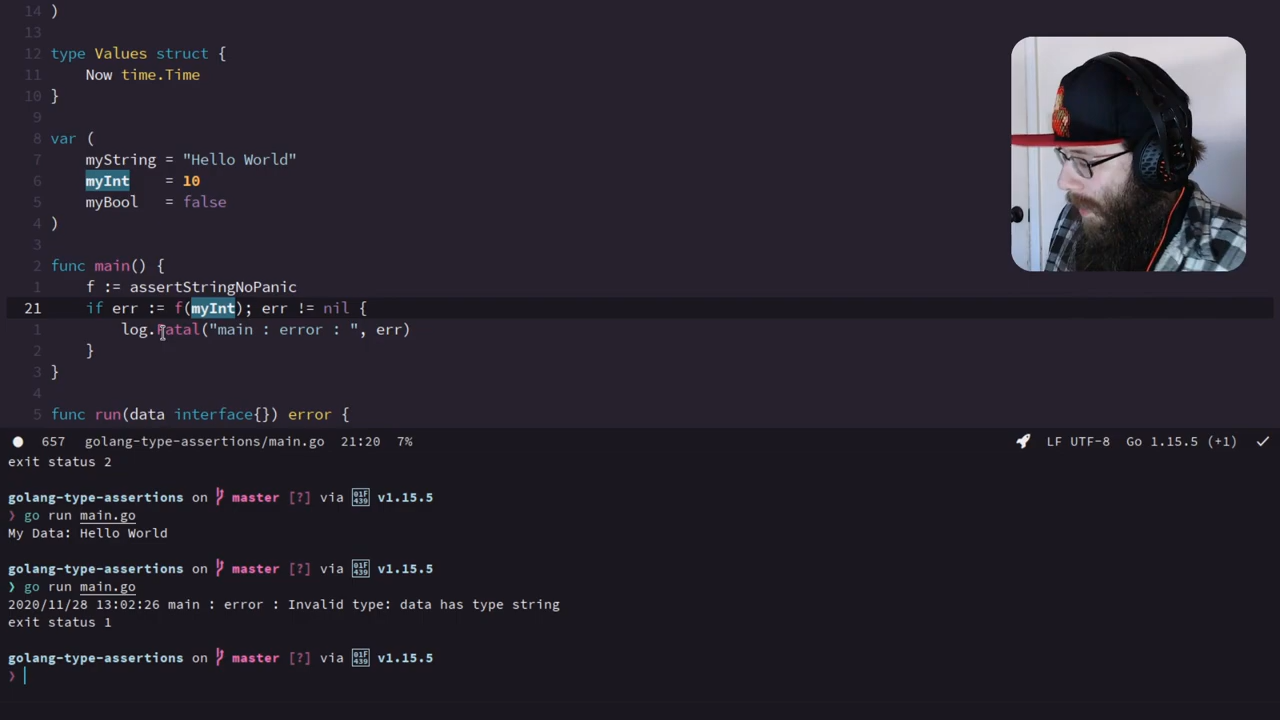 14 )
13
12 type Values struct {
11 Now time.Time
10 }
9
8 var (
7 myString = "Hello World"
6 myInt = 10
5 myBool = false
4 )
3
2 func main() {
1 f := assertStringNoPanic
21 if err := f(myInt); err != nil {
1 log.Fatal("main : error : ", err)
2 }
3 }
4
5 func run(data interface{}) error {
657 golang-type-assertions/main.go 21:20 7% LF UTF-8 Go 1.15.5 (+1)
exit status 2
golang-type-assertions on master [?] via 01F439 v1.15.5
❯ go run main.go
My Data: Hello World
golang-type-assertions on master [?] via 01F439 v1.15.5
❯ go run main.go
2020/11/28 13:02:26 main : error : Invalid type: data has type string
exit status 1
golang-type-assertions on master [?] via 01F439 v1.15.5
❯